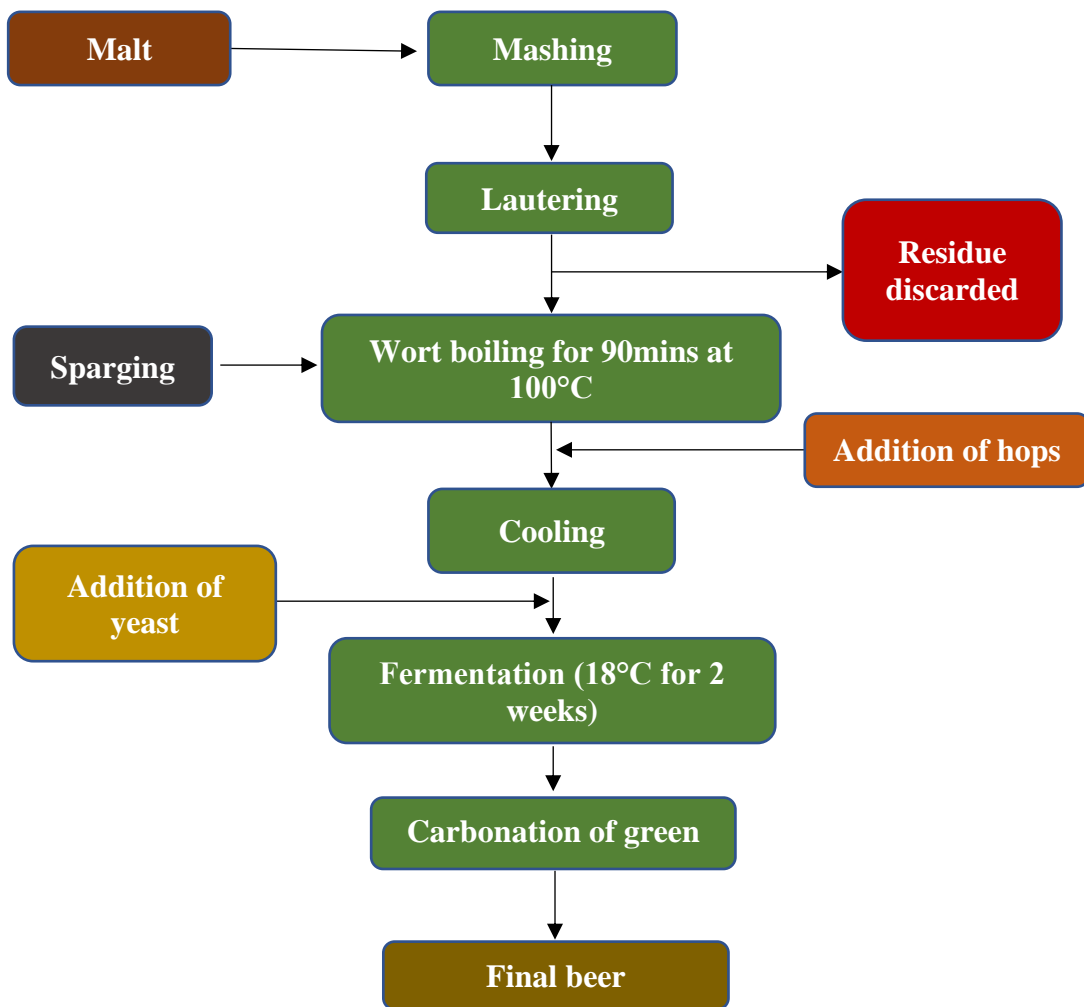 Malt
Mashing
Lautering
Residue
discarded
Sparging
Wort boiling for 90mins at
100°C
Addition of hops
Cooling
Addition of
yeast
Fermentation (18°C for 2
weeks)
Carbonation of green
Final beer